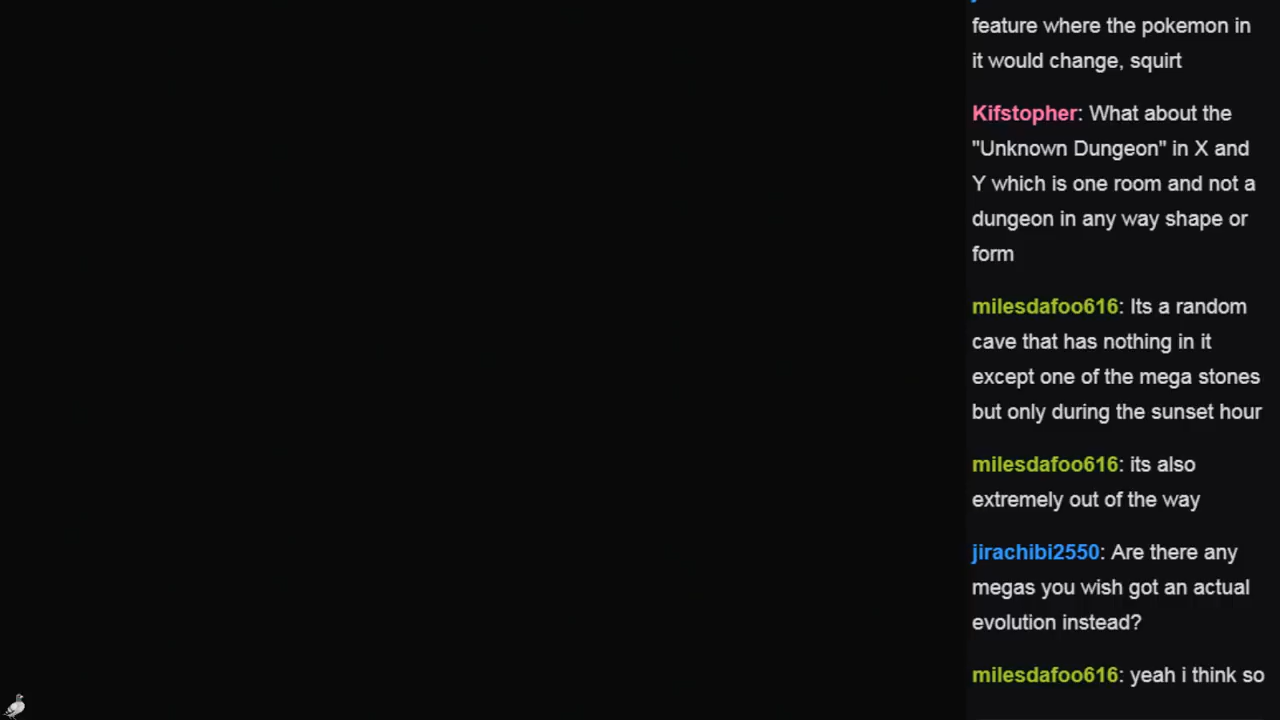 feature where the pokemon in
it would change, squirt
Kifstopher: What about the
"Unknown Dungeon" in X and
Y which is one room and not a
dungeon in any way shape or
form
milesdafoo616: Its a random
cave that has nothing in it
except one of the mega stones
but only during the sunset hour
milesdafoo616: its also
extremely out of the way
jirachibi2550: Are there any
megas you wish got an actual
evolution instead?
milesdafoo616: yeah i think so